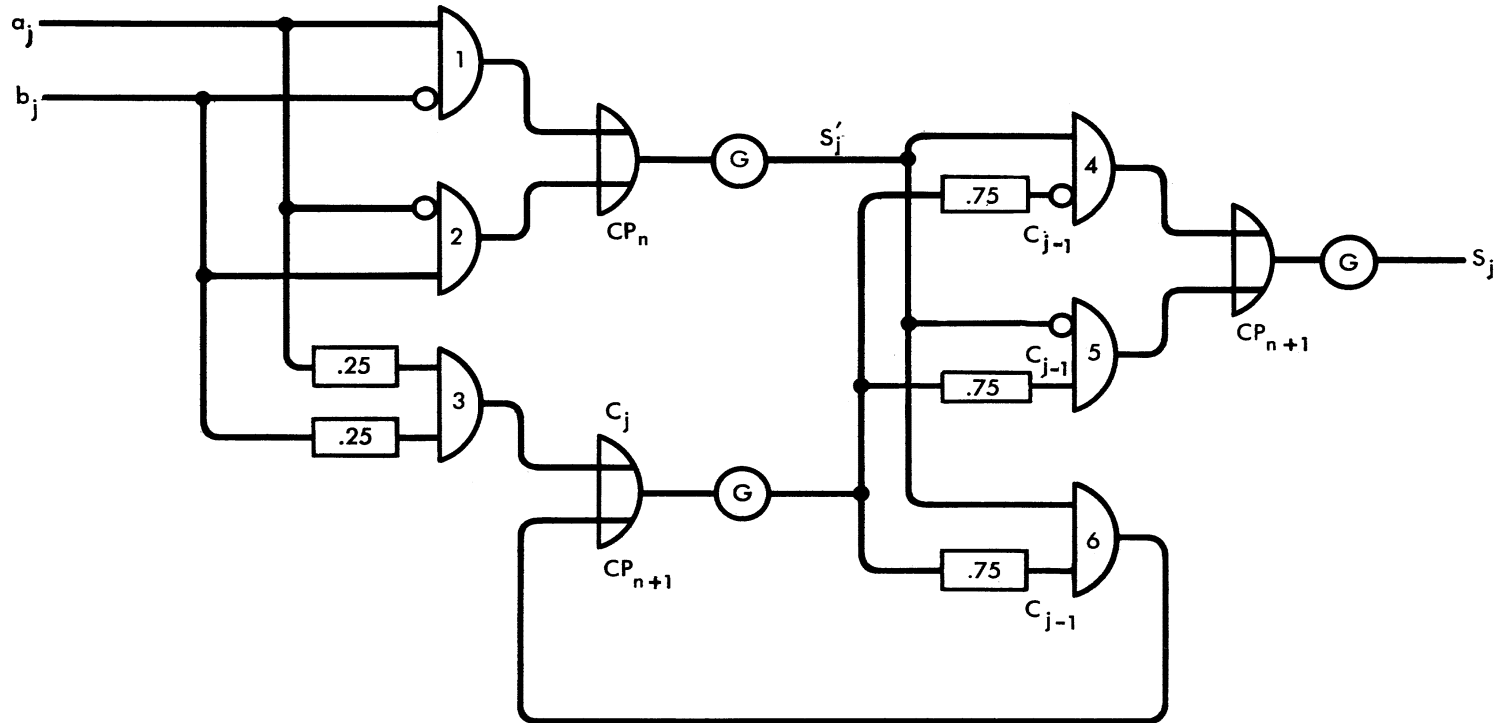 a_j
b_j
1
2
3
.25
.25
CP_n
G
S'_j
C_j
CP_{n+1}
G
.75
C_{j-1}
4
C_{j-1}
.75
5
.75
C_{j-1}
6
CP_{n+1}
G
S_j